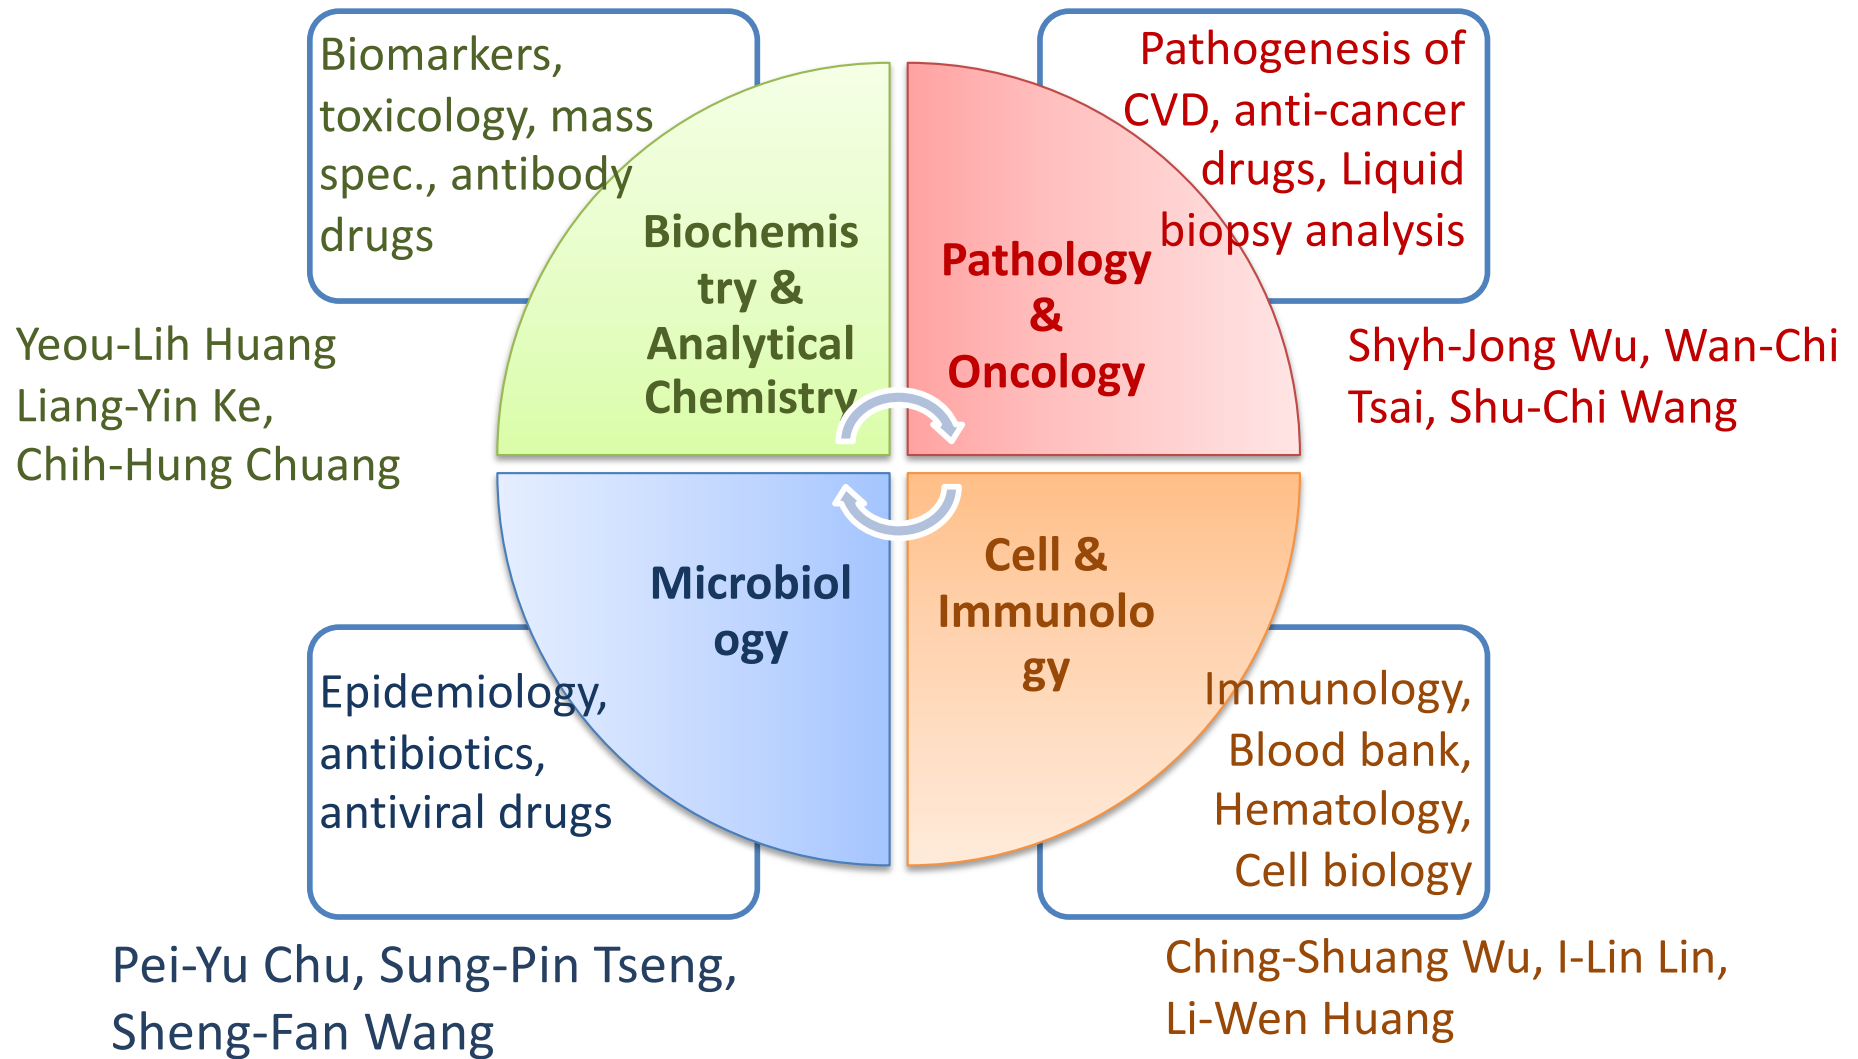 Biomarkers,
toxicology, mass
spec., antibody
drugs
Biochemis
try &
Analytical
Chemistry
Yeou-Lih Huang
Liang-Yin Ke,
Chih-Hung Chuang
Pathogenesis of
CVD, anti-cancer
drugs, Liquid
biopsy analysis
Pathology
&
Oncology
Shyh-Jong Wu, Wan-Chi
Tsai, Shu-Chi Wang
Microbiol
ogy
Epidemiology,
antibiotics,
antiviral drugs
Pei-Yu Chu, Sung-Pin Tseng,
Sheng-Fan Wang
Cell &
Immunolo
gy
Immunology,
Blood bank,
Hematology,
Cell biology
Ching-Shuang Wu, I-Lin Lin,
Li-Wen Huang